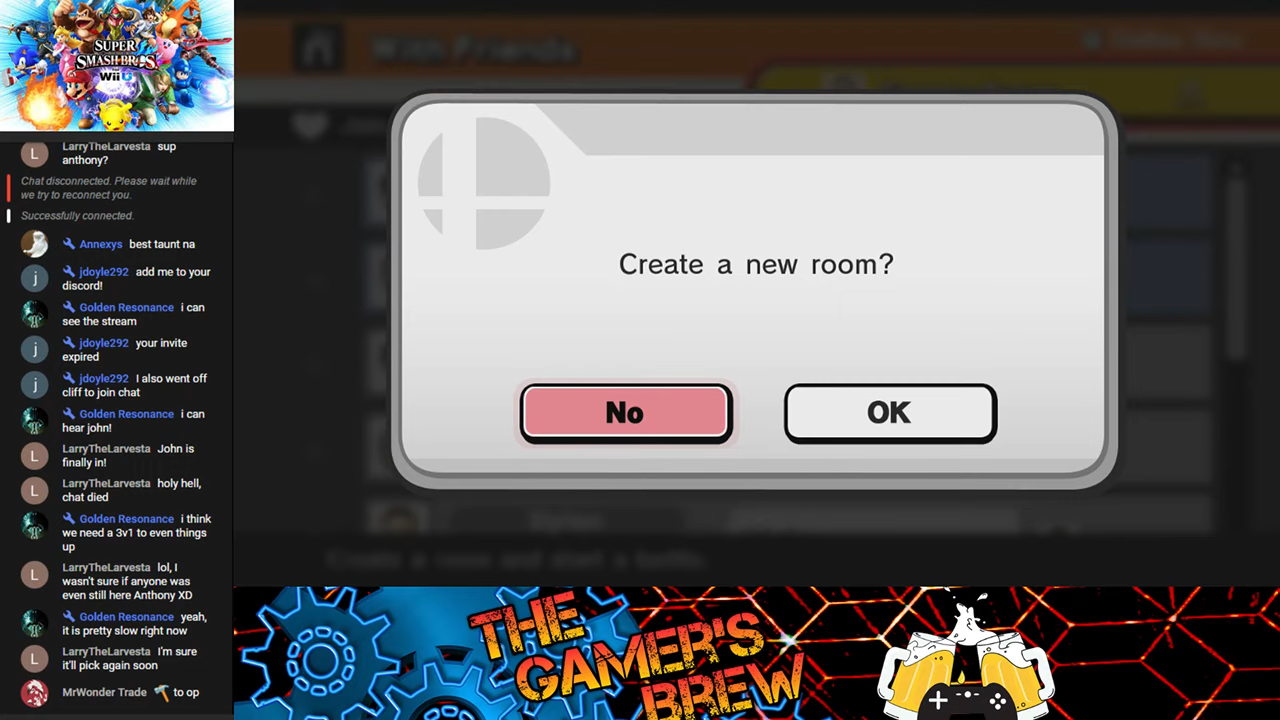 SUPER
SMASH BROS.
for
Wii U
LarryTheLarvesta sup
anthony?
Chat disconnected. Please wait while
we try to reconnect you.
Successfully connected.
Annexys best taunt na
jdoyle292 add me to your
discord!
Golden Resonance i can
see the stream
jdoyle292 your invite
expired
jdoyle292 I also went off
cliff to join chat
Golden Resonance i can
hear john!
LarryTheLarvesta John is
finally in!
LarryTheLarvesta holy hell,
chat died
Golden Resonance i think
we need a 3v1 to even things
up
LarryTheLarvesta lol, I
wasn't sure if anyone was
even still here Anthony XD
Golden Resonance yeah,
it is pretty slow right now
LarryTheLarvesta I'm sure
it'll pick again soon
MrWonder Trade to op
With Friends
Create a new room?
No OK
Create a room and start a battle.
THE
GAMER'S
BREW